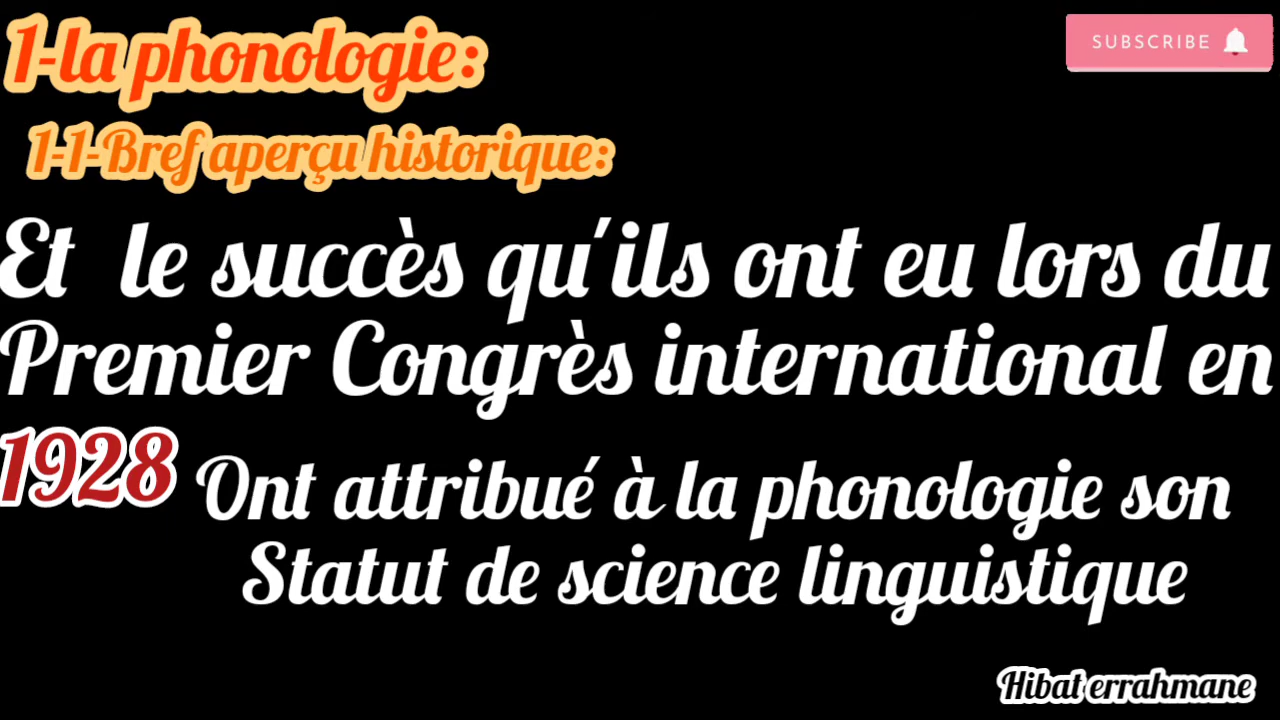 1-la phonologie:
SUBSCRIBE
1-1-Bref aperçu historique:
Et le succès qu'ils ont eu lors du
Premier Congrès international en
1928 Ont attribué à la phonologie son
Statut de science linguistique
Hibat errahmane